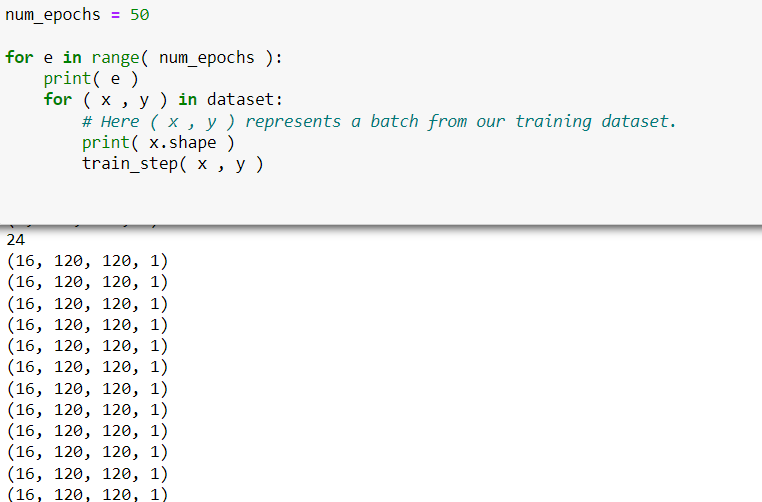 num_epochs = 50
for e in range( num_epochs ):
print( e )
for ( x , y ) in dataset:
# Here ( x , y ) represents a batch from our training dataset.
print( x.shape )
train_step( x , y )
24
(16, 120, 120, 1)
(16, 120, 120, 1)
(16, 120, 120, 1)
(16, 120, 120, 1)
(16, 120, 120, 1)
(16, 120, 120, 1)
(16, 120, 120, 1)
(16, 120, 120, 1)
(16, 120, 120, 1)
(16, 120, 120, 1)
(16, 120, 120, 1)
(16, 120, 120, 1)